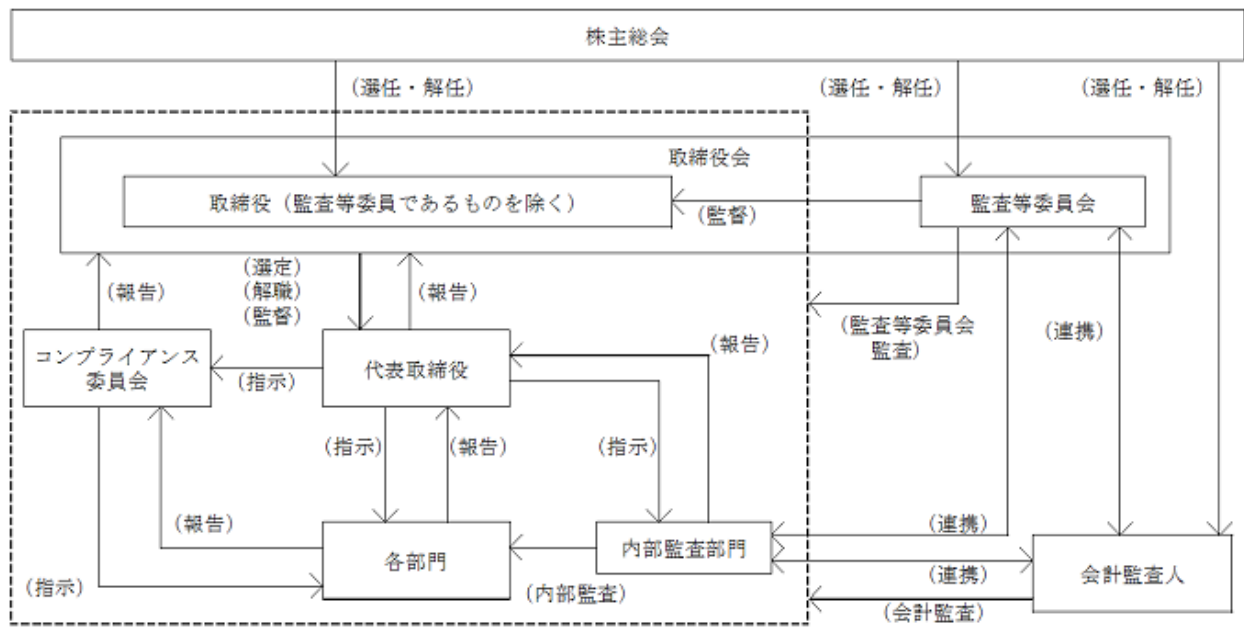 株主総会
(選任・解任)
(選任・解任)
(選任・解任)
取締役会
取締役（監査等委員であるものを除く）
(監督)
監査等委員会
(報告)
(選定)
(解職)
(監督)
(報告)
(監査等委員会
監査)
(連携)
コンプライアンス
委員会
(指示)
代表取締役
(報告)
(指示)
(報告)
(指示)
(報告)
各部門
内部監査部門
(連携)
(連携)
会計監査人
(指示)
(内部監査)
(会計監査)